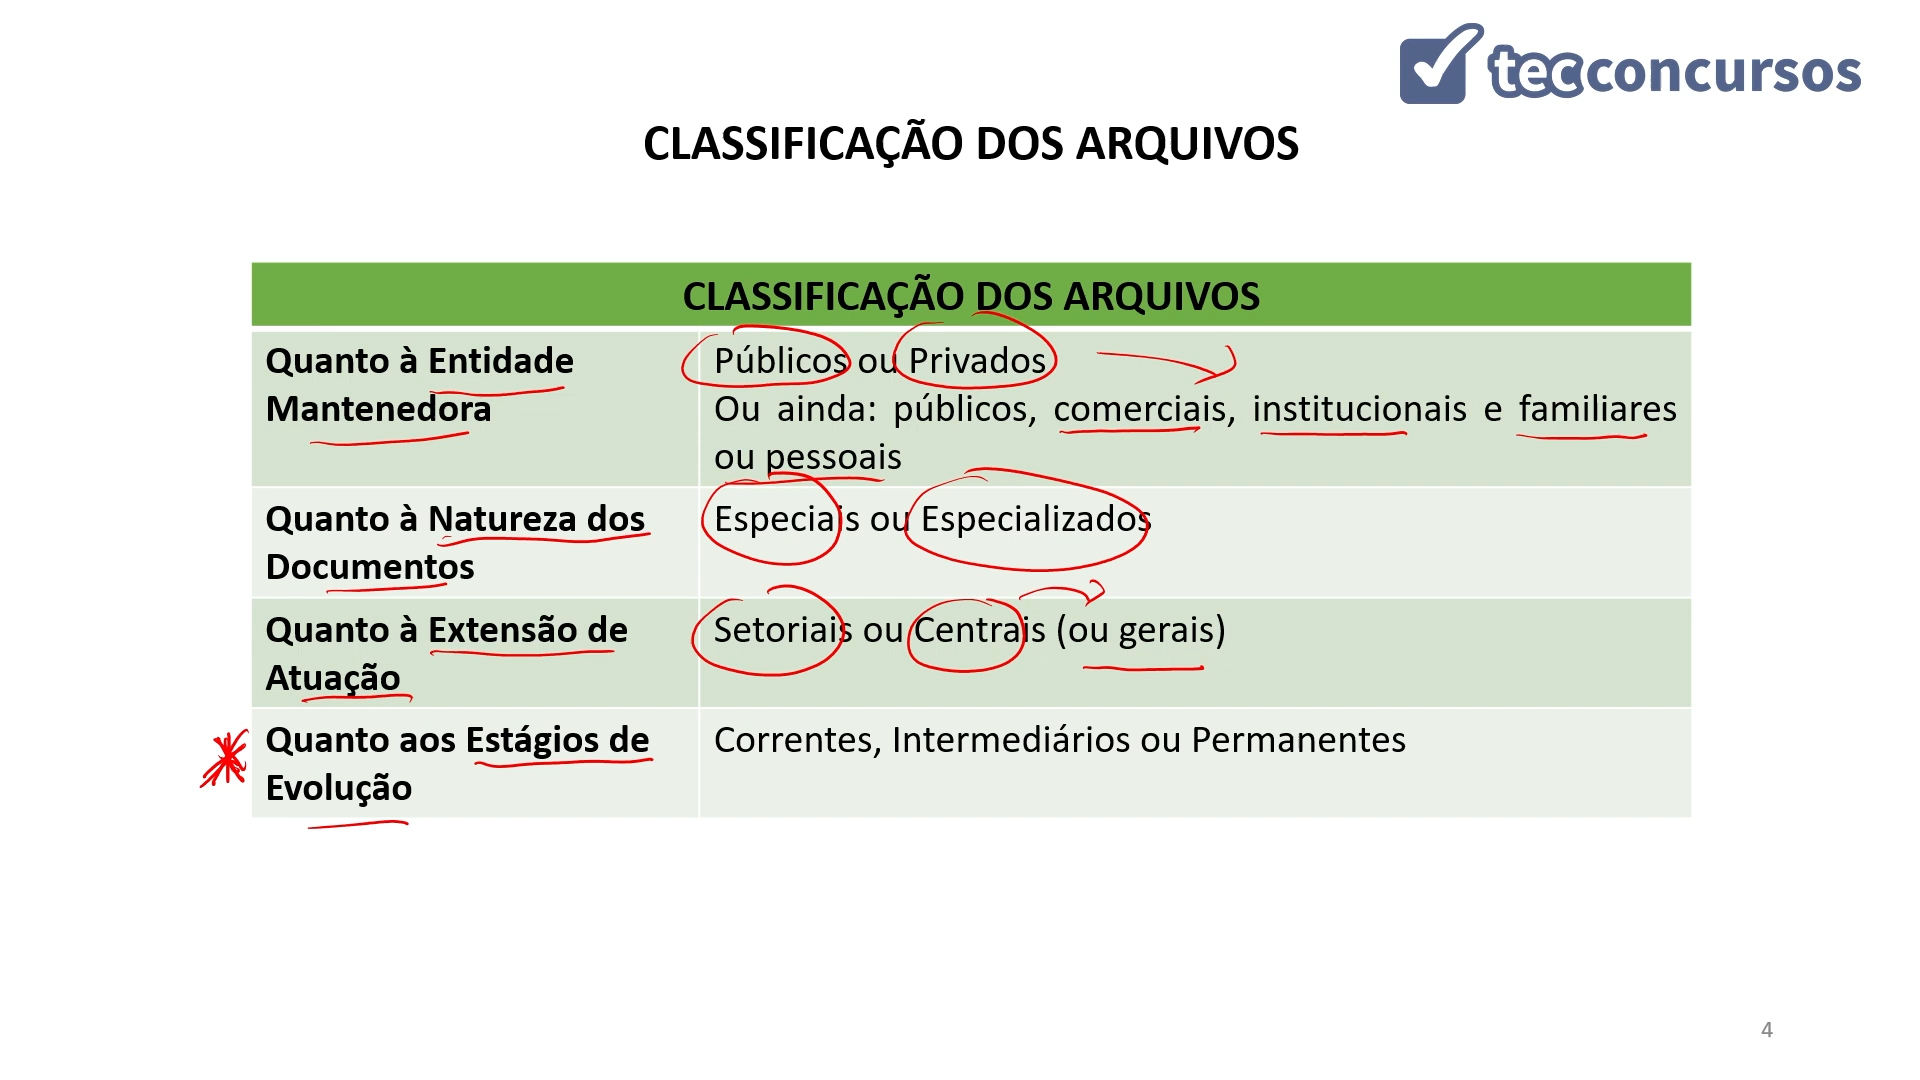 tecconcursos
CLASSIFICAÇÃO DOS ARQUIVOS
CLASSIFICAÇÃO DOS ARQUIVOS
Quanto à Entidade
Mantenedora
Públicos ou Privados
Ou ainda: públicos, comerciais, institucionais e familiares
ou pessoais
Quanto à Natureza dos
Documentos
Especiais ou Especializados
Quanto à Extensão de
Atuação
Setoriais ou Centrais (ou gerais)
Quanto aos Estágios de
Evolução
Correntes, Intermediários ou Permanentes
4